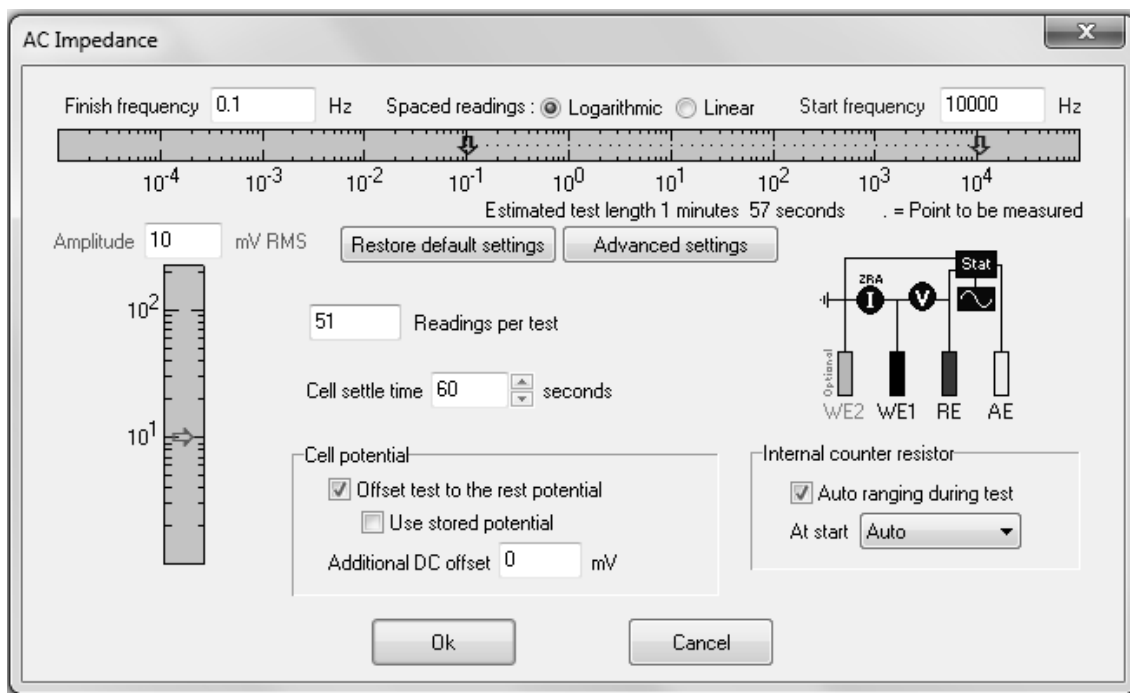 AC Impedance
x
Finish frequency 0.1 Hz Spaced readings : Logarithmic Linear Start frequency 10000 Hz
10-4 10-3 10-2 10-1 100 101 102 103 104
Estimated test length 1 minutes 57 seconds . = Point to be measured
Amplitude 10 mV RMS Restore default settings Advanced settings
Stat
ZRA
I V
102
51 Readings per test
Cell settle time 60 seconds
Optional
WE2 WE1 RE AE
101
Cell potential
Offset test to the rest potential
Use stored potential
Additional DC offset 0 mV
Internal counter resistor
Auto ranging during test
At start Auto
Ok Cancel